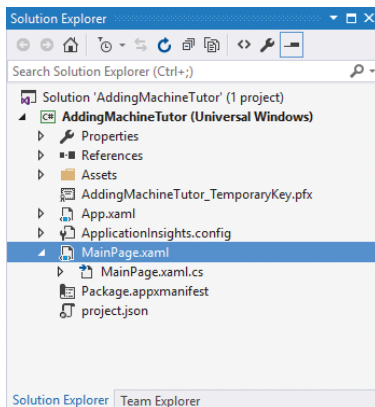 Solution Explorer
Search Solution Explorer (Ctrl+;)
Solution 'AddingMachineTutor' (1 project)
C# AddingMachineTutor (Universal Windows)
Properties
References
Assets
AddingMachineTutor_TemporaryKey.pfx
App.xaml
ApplicationInsights.config
MainPage.xaml
MainPage.xaml.cs
Package.appxmanifest
project.json
Solution Explorer Team Explorer